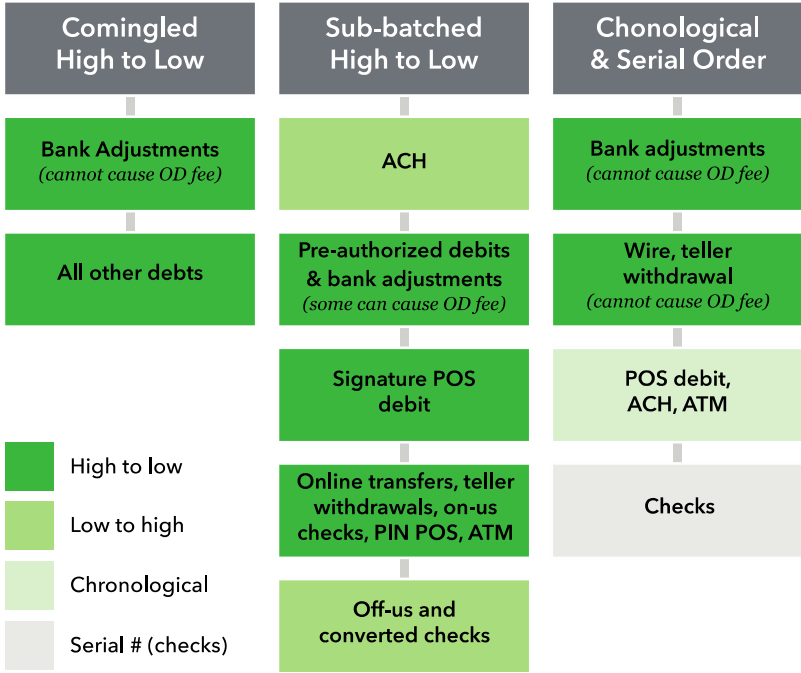 Comingled
High to Low
Bank Adjustments
(cannot cause OD fee)
All other debts
Sub-batched
High to Low
ACH
Pre-authorized debits
& bank adjustments
(some can cause OD fee)
Signature POS
debit
Online transfers, teller
withdrawals, on-us
checks, PIN POS, ATM
Off-us and
converted checks
Chonological
& Serial Order
Bank adjustments
(cannot cause OD fee)
Wire, teller
withdrawal
(cannot cause OD fee)
POS debit,
ACH, ATM
Checks
High to low
Low to high
Chronological
Serial # (checks)